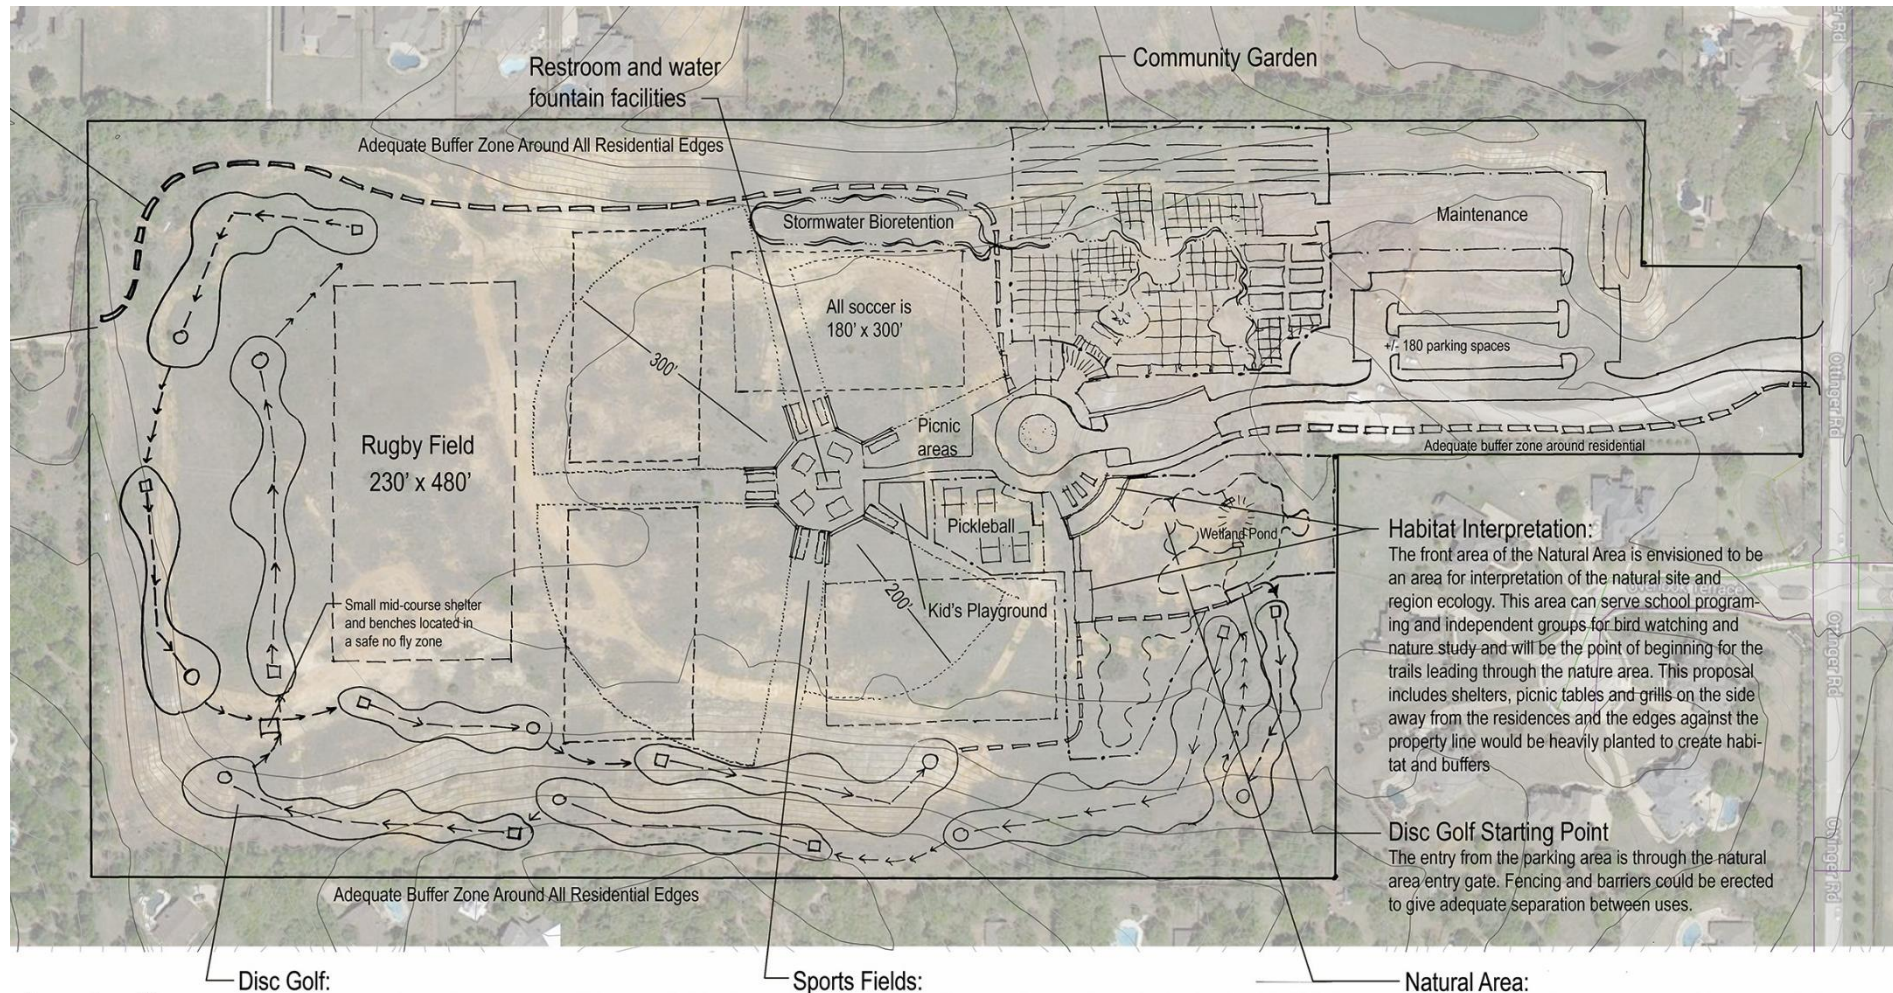 Community Garden
Restroom and water
fountain facilities
Adequate Buffer Zone Around All Residential Edges
Stormwater Bioretention
Maintenance
All soccer is
180' x 300'
+/- 180 parking spaces
300'
Picnic
areas
Rugby Field
230' x 480'
Adequate buffer zone around residential
Pickleball
Wetland Pond
200'
Kid's Playground
Small mid-course shelter
and benches located in
a safe no fly zone
Habitat Interpretation:
The front area of the Natural Area is envisioned to be
an area for interpretation of the natural site and
region ecology. This area can serve school program-
ing and independent groups for bird watching and
nature study and will be the point of beginning for the
trails leading through the nature area. This proposal
includes shelters, picnic tables and grills on the side
away from the residences and the edges against the
property line would be heavily planted to create habi-
tat and buffers
Disc Golf Starting Point
The entry from the parking area is through the natural
area entry gate. Fencing and barriers could be erected
to give adequate separation between uses.
Adequate Buffer Zone Around All Residential Edges
Disc Golf:
Sports Fields:
Natural Area:
Ottinger Rd
Ottinger Rd
Ottinger Rd
Terrace